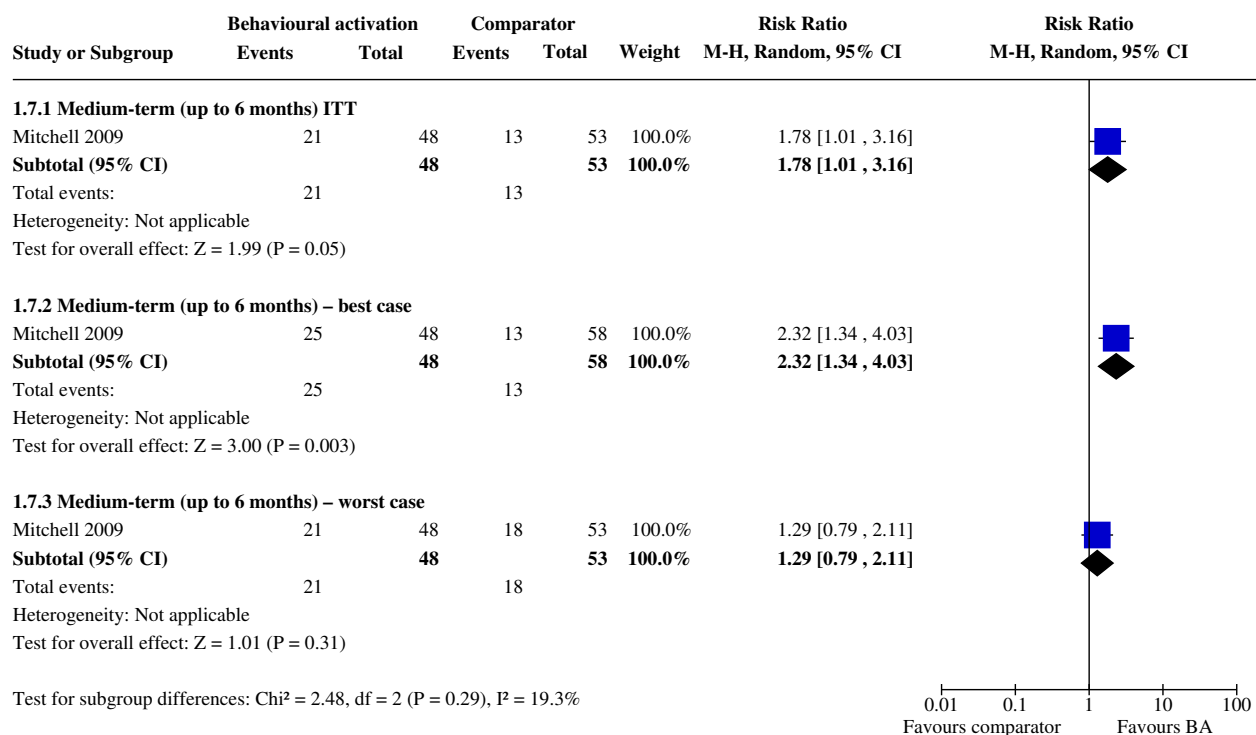 Behavioural activation Comparator Risk Ratio Risk Ratio
Study or Subgroup Events Total Events Total Weight M-H, Random, 95% CI M-H, Random, 95% CI
1.7.1 Medium-term (up to 6 months) ITT
Mitchell 2009 21 48 13 53 100.0% 1.78 [1.01 , 3.16]
Subtotal (95% CI) 48 53 100.0% 1.78 [1.01 , 3.16]
Total events: 21 13
Heterogeneity: Not applicable
Test for overall effect: Z = 1.99 (P = 0.05)
1.7.2 Medium-term (up to 6 months) – best case
Mitchell 2009 25 48 13 58 100.0% 2.32 [1.34 , 4.03]
Subtotal (95% CI) 48 58 100.0% 2.32 [1.34 , 4.03]
Total events: 25 13
Heterogeneity: Not applicable
Test for overall effect: Z = 3.00 (P = 0.003)
1.7.3 Medium-term (up to 6 months) – worst case
Mitchell 2009 21 48 18 53 100.0% 1.29 [0.79 , 2.11]
Subtotal (95% CI) 48 53 100.0% 1.29 [0.79 , 2.11]
Total events: 21 18
Heterogeneity: Not applicable
Test for overall effect: Z = 1.01 (P = 0.31)
Test for subgroup differences: Chi² = 2.48, df = 2 (P = 0.29), I² = 19.3%
0.01 0.1 1 10 100
Favours comparator Favours BA